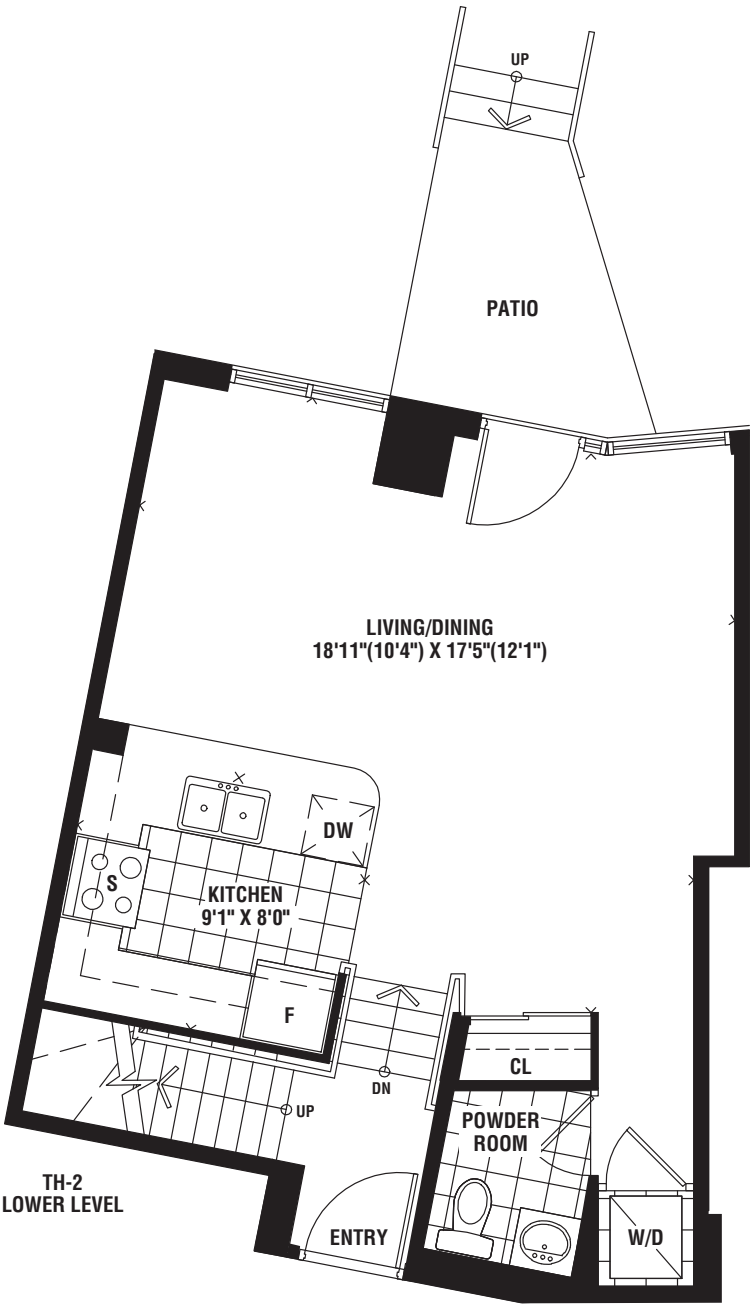 UP
PATIO
LIVING/DINING
18'11"(10'4") X 17'5"(12'1")
DW
S
KITCHEN
9'1" X 8'0"
F
CL
DN
UP
POWDER
ROOM
TH-2
LOWER LEVEL
ENTRY
W/D